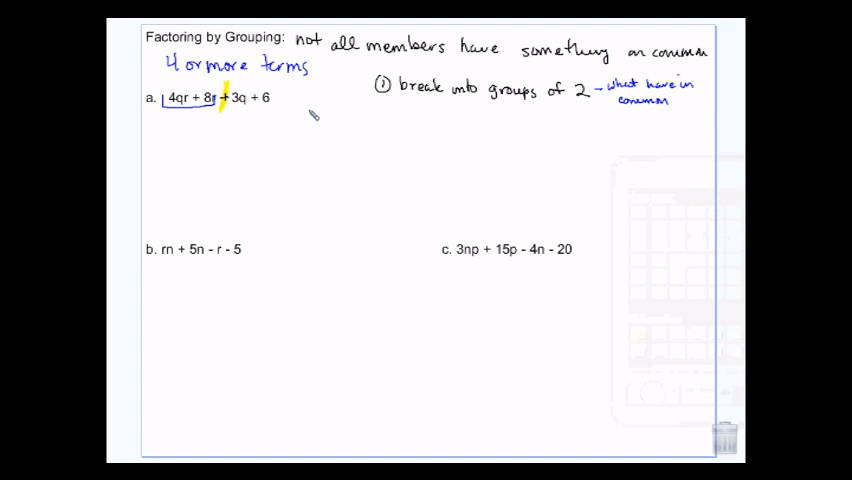 Factoring by Grouping: not all members have something in common
4 or more terms
① break into groups of 2 - what have in common
a. 4qr + 8r + 3q + 6
b. rn + 5n - r - 5
c. 3np + 15p - 4n - 20